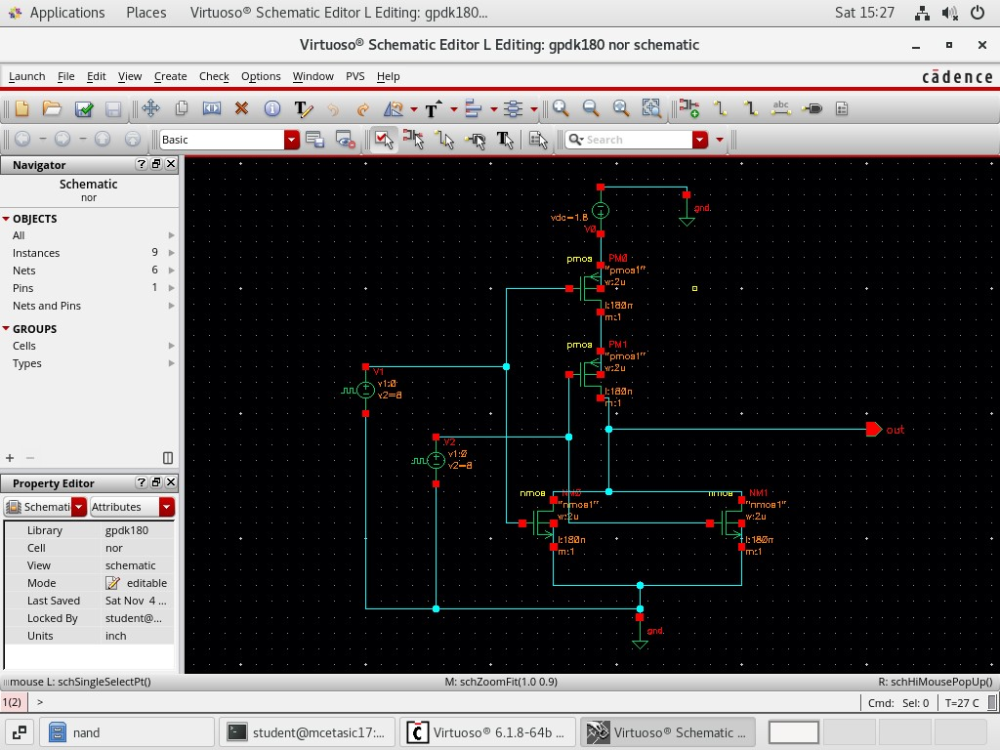 Applications Places Virtuoso® Schematic Editor L Editing: gpdk180... Sat 15:27
Virtuoso® Schematic Editor L Editing: gpdk180 nor schematic
Launch File Edit View Create Check Options Window PVS Help cādence
Basic Search
Navigator
Schematic
nor
OBJECTS
All
Instances 9
Nets 6
Pins 1
Nets and Pins
GROUPS
Cells
Types
Property Editor
Schemati Attributes
Library gpdk180
Cell nor
View schematic
Mode editable
Last Saved Sat Nov 4 ...
Locked By student@...
Units inch
gnd.
vdc=1.8
V0
pmos PM0
"pmos1"
w:2u
l:180n
m:1
pmos PM1
"pmos1"
w:2u
l:180n
m:1
V1
v1:0
v2=8
out
V2
v1:0
v2=8
nmos NM0
"nmos1"
w:2u
l:180n
m:1
nmos NM1
"nmos1"
w:2u
l:180n
m:1
gnd.
mouse L: schSingleSelectPt() M: schZoomFit(1.0 0.9) R: schHiMousePopUp()
1(2) > Cmd: Sel: 0 T=27 C
nand student@mcetasic17:... Virtuoso® 6.1.8-64b ... Virtuoso® Schematic ...